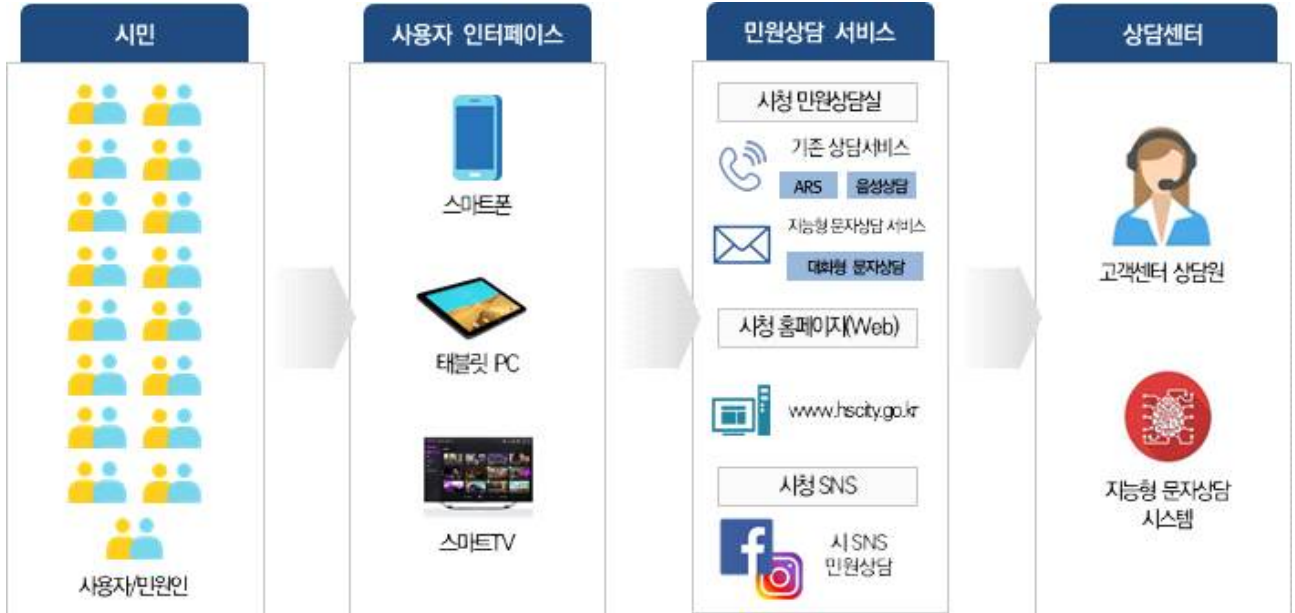 시민
사용자/민원인
사용자 인터페이스
스마트폰
태블릿 PC
스마트TV
민원상담 서비스
시청 민원상담실
기존 상담서비스
ARS
음성상담
지능형 문자상담 서비스
대화형 문자상담
시청 홈페이지(Web)
www.hscity.go.kr
시청 SNS
시 SNS
민원상담
상담센터
고객센터 상담원
지능형 문자상담
시스템